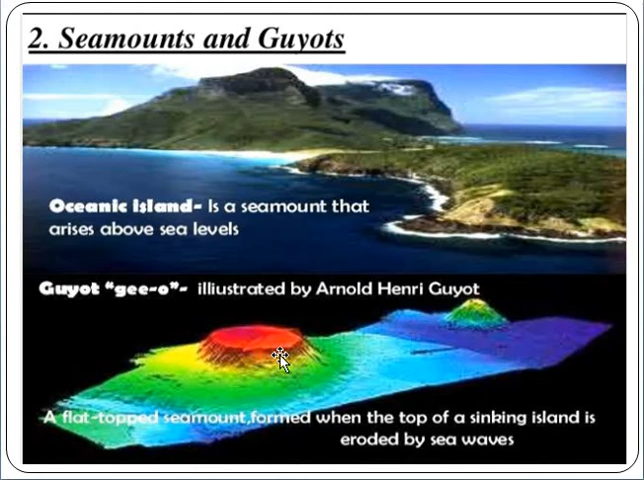 2. Seamounts and Guyots
Oceanic island- Is a seamount that
arises above sea levels
Guyot "gee-o"- illiustrated by Arnold Henri Guyot
A flat-topped seamount,formed when the top of a sinking island is
eroded by sea waves